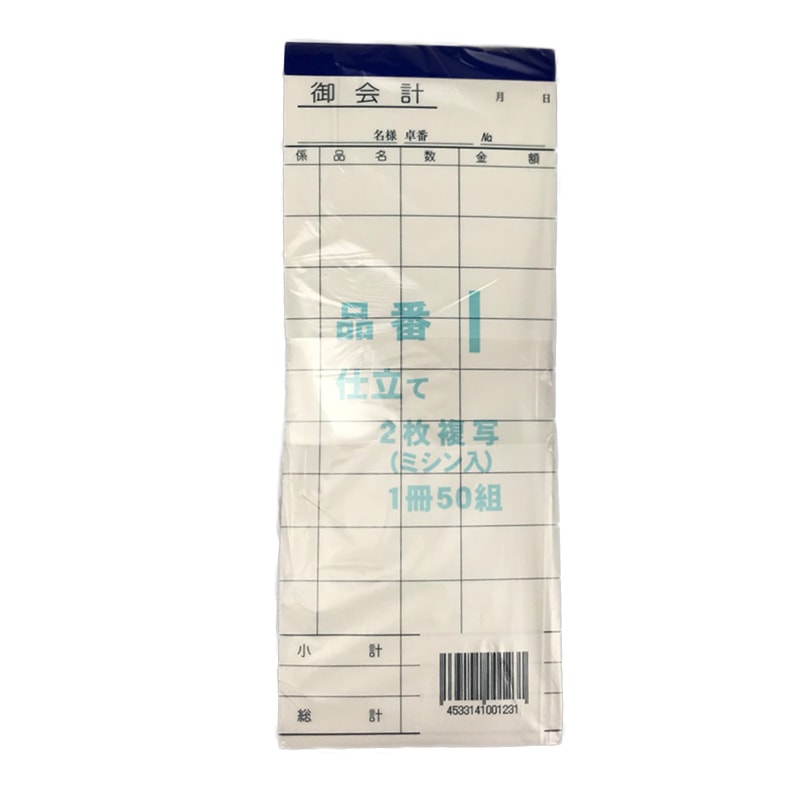 御会計 月 日
名様 卓番 No
係 品名 数 金額
品番 1
仕立て
2枚複写
(ミシン入)
1冊50組
小計
総計
4533141001231